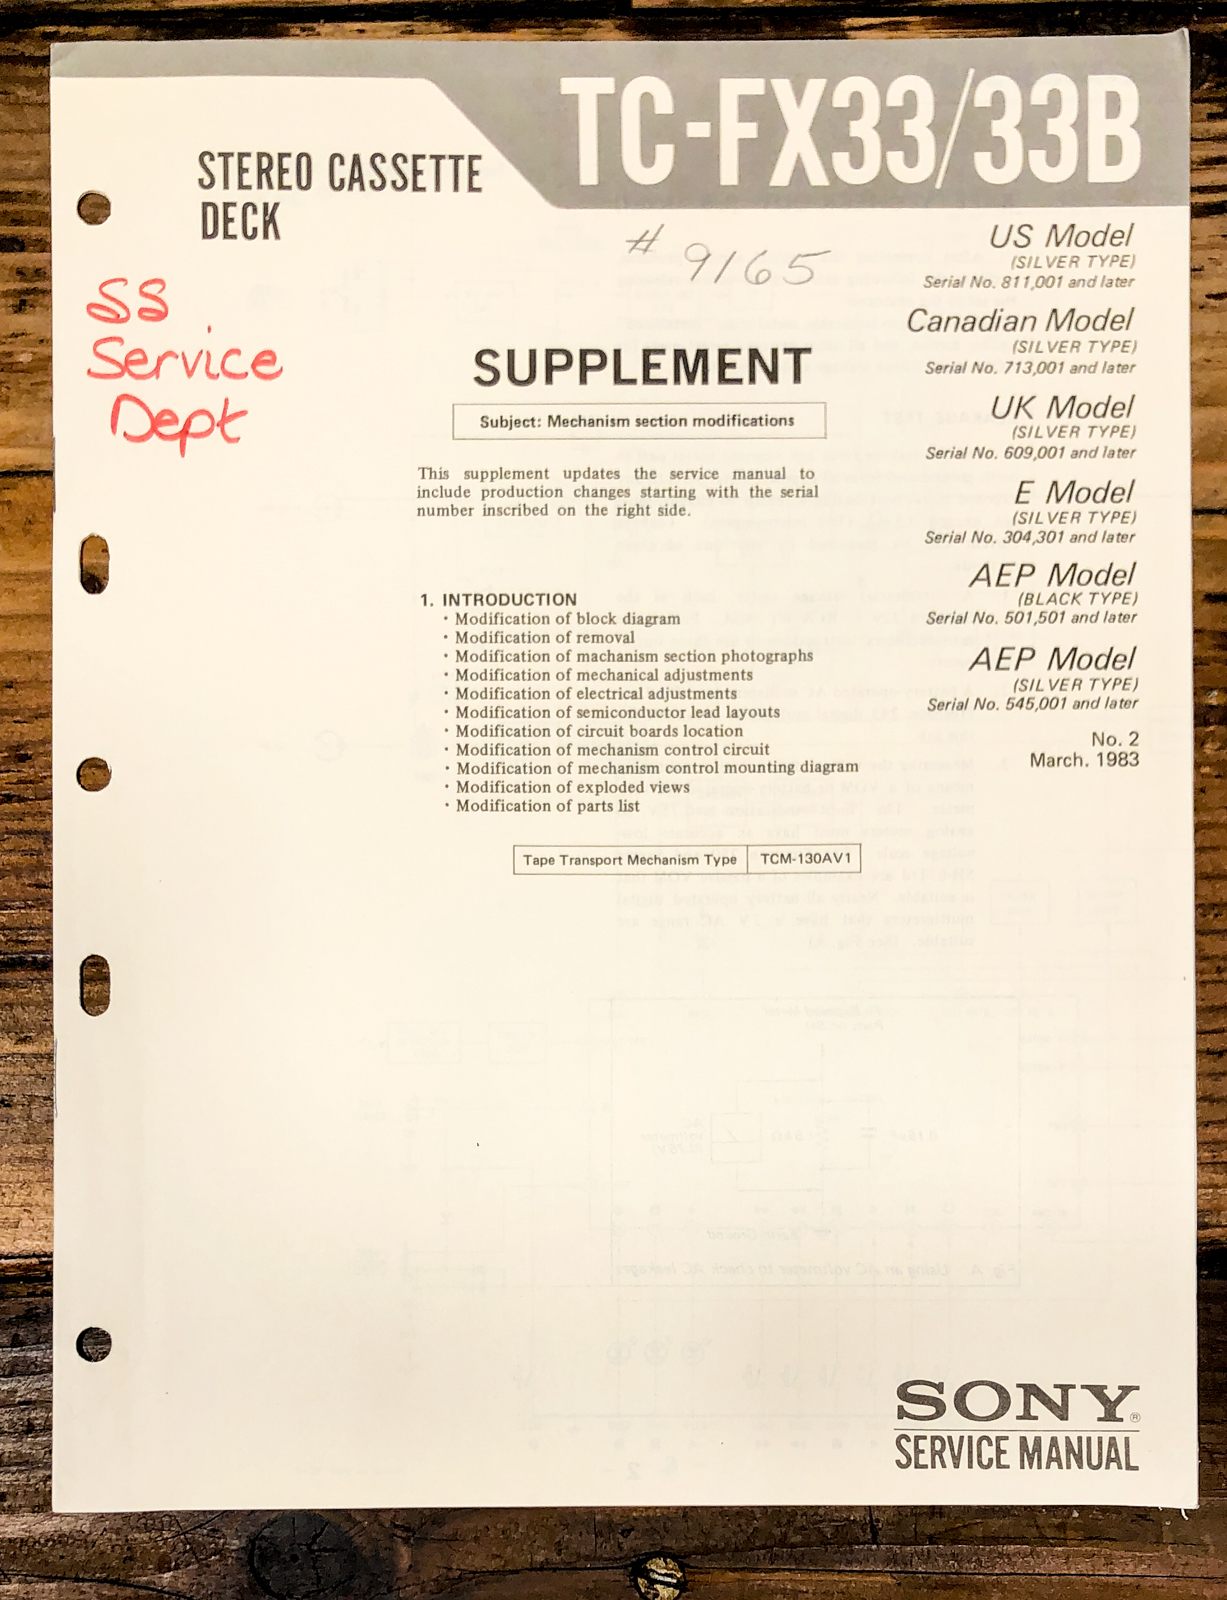 TC-FX33/33B
STEREO CASSETTE
DECK
# 9165
SS
Service
Dept
US Model
(SILVER TYPE)
Serial No. 811,001 and later
Canadian Model
(SILVER TYPE)
Serial No. 713,001 and later
UK Model
(SILVER TYPE)
Serial No. 609,001 and later
E Model
(SILVER TYPE)
Serial No. 304,301 and later
AEP Model
(BLACK TYPE)
Serial No. 501,501 and later
AEP Model
(SILVER TYPE)
Serial No. 545,001 and later
No. 2
March. 1983
SUPPLEMENT
Subject: Mechanism section modifications
This supplement updates the service manual to
include production changes starting with the serial
number inscribed on the right side.
1. INTRODUCTION
· Modification of block diagram
· Modification of removal
· Modification of machanism section photographs
· Modification of mechanical adjustments
· Modification of electrical adjustments
· Modification of semiconductor lead layouts
· Modification of circuit boards location
· Modification of mechanism control circuit
· Modification of mechanism control mounting diagram
· Modification of exploded views
· Modification of parts list
Tape Transport Mechanism Type TCM-130AV1
SONY®
SERVICE MANUAL